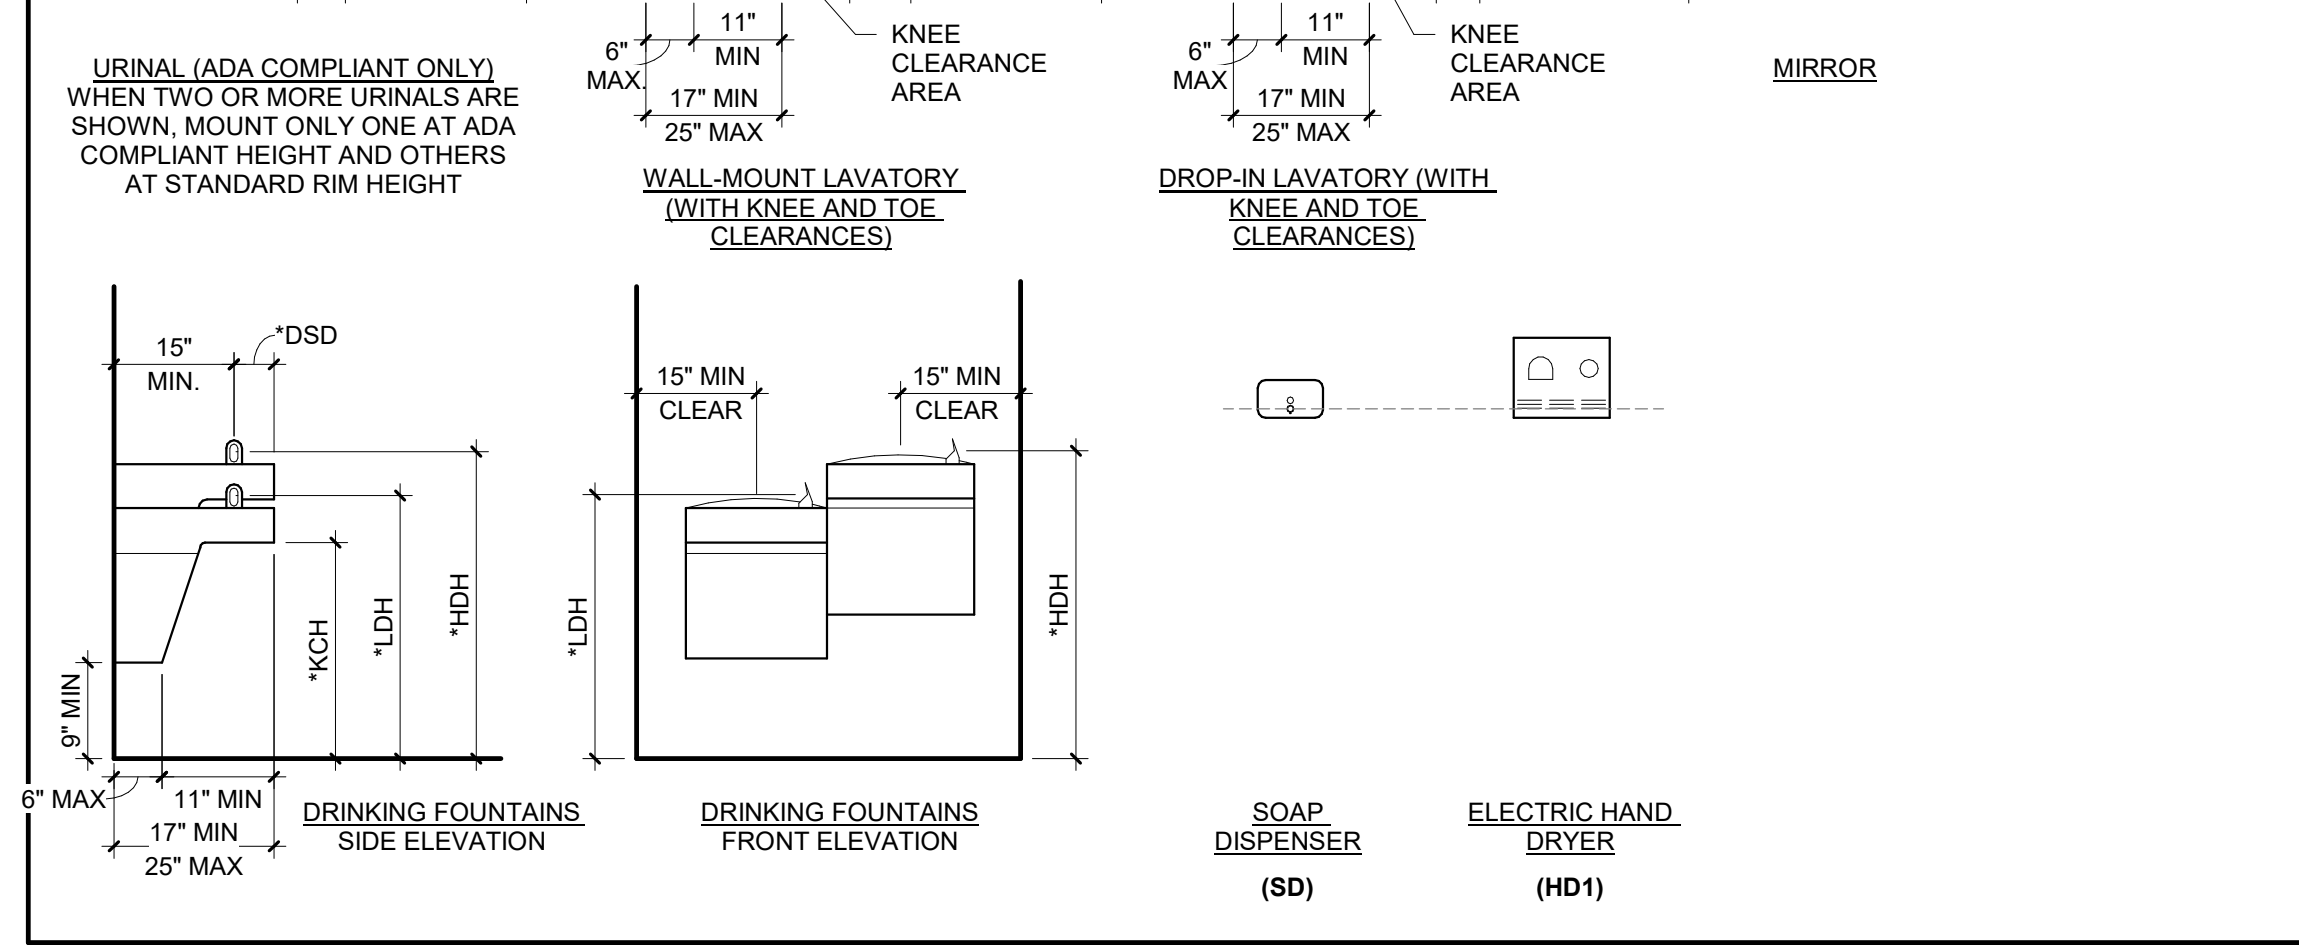 URINAL (ADA COMPLIANT ONLY)
WHEN TWO OR MORE URINALS ARE
SHOWN, MOUNT ONLY ONE AT ADA
COMPLIANT HEIGHT AND OTHERS
AT STANDARD RIM HEIGHT
6"
MAX.
11"
MIN
17" MIN
25" MAX
KNEE
CLEARANCE
AREA
WALL-MOUNT LAVATORY
(WITH KNEE AND TOE
CLEARANCES)
6"
MAX
11"
MIN
17" MIN
25" MAX
KNEE
CLEARANCE
AREA
DROP-IN LAVATORY (WITH
KNEE AND TOE
CLEARANCES)
MIRROR
15"
MIN.
*DSD
*HDH
*LDH
*KCH
9" MIN
6" MAX
11" MIN
17" MIN
25" MAX
DRINKING FOUNTAINS
SIDE ELEVATION
15" MIN
CLEAR
15" MIN
CLEAR
*LDH
*HDH
DRINKING FOUNTAINS
FRONT ELEVATION
SOAP
DISPENSER
(SD)
ELECTRIC HAND
DRYER
(HD1)